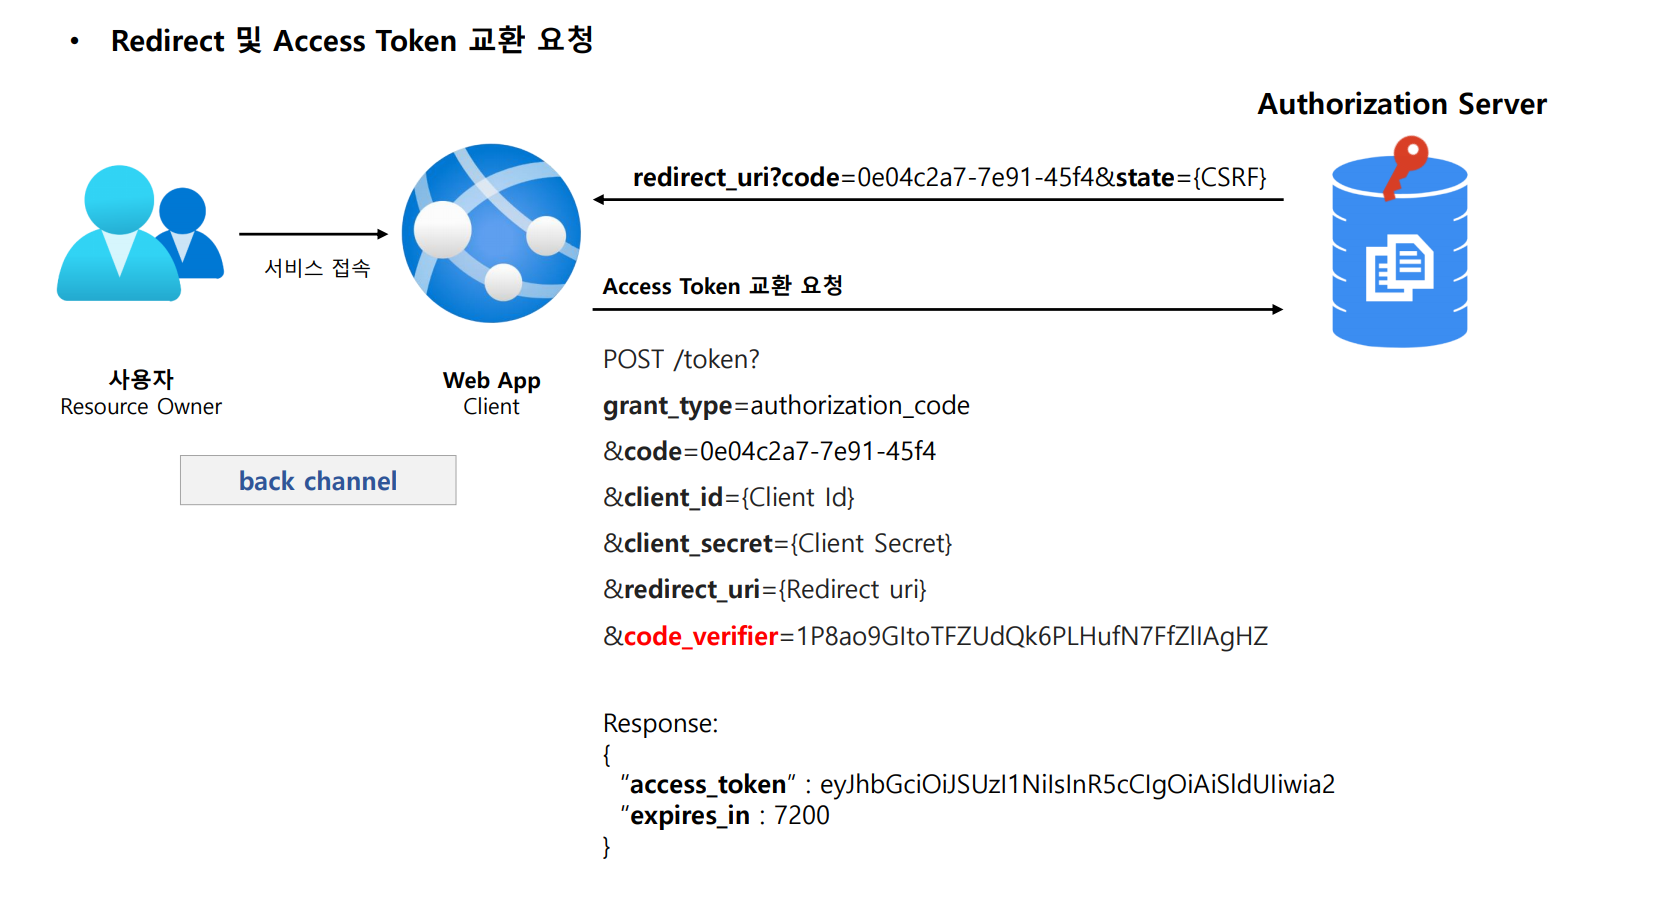 • Redirect 및 Access Token 교환 요청
Authorization Server
redirect_uri?code=0e04c2a7-7e91-45f4&state={CSRF}
서비스 접속
Access Token 교환 요청
POST /token?
사용자
Resource Owner
Web App
Client
grant_type=authorization_code
&code=0e04c2a7-7e91-45f4
back channel
&client_id={Client Id}
&client_secret={Client Secret}
&redirect_uri={Redirect uri}
&code_verifier=1P8ao9GItoTFZUdQk6PLHufN7FfZlIAgHZ
Response:
{
“access_token” : eyJhbGciOiJSUzI1NiIsInR5cCIgOiAiSldUIiwia2
“expires_in : 7200
}